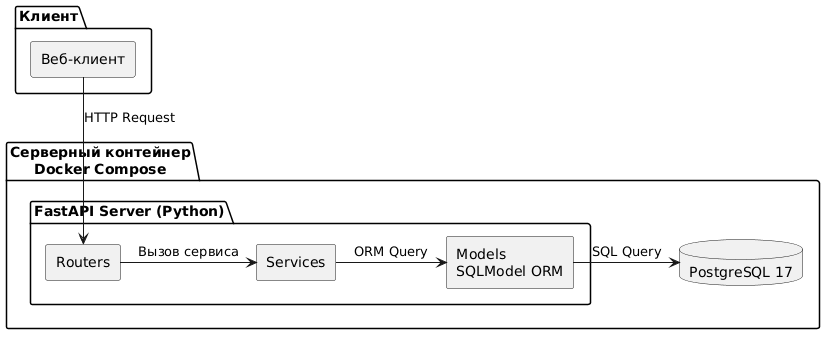 Клиент
Веб-клиент
HTTP Request
Серверный контейнер
Docker Compose
FastAPI Server (Python)
Routers
Вызов сервиса
Services
ORM Query
Models
SQLModel ORM
SQL Query
PostgreSQL 17